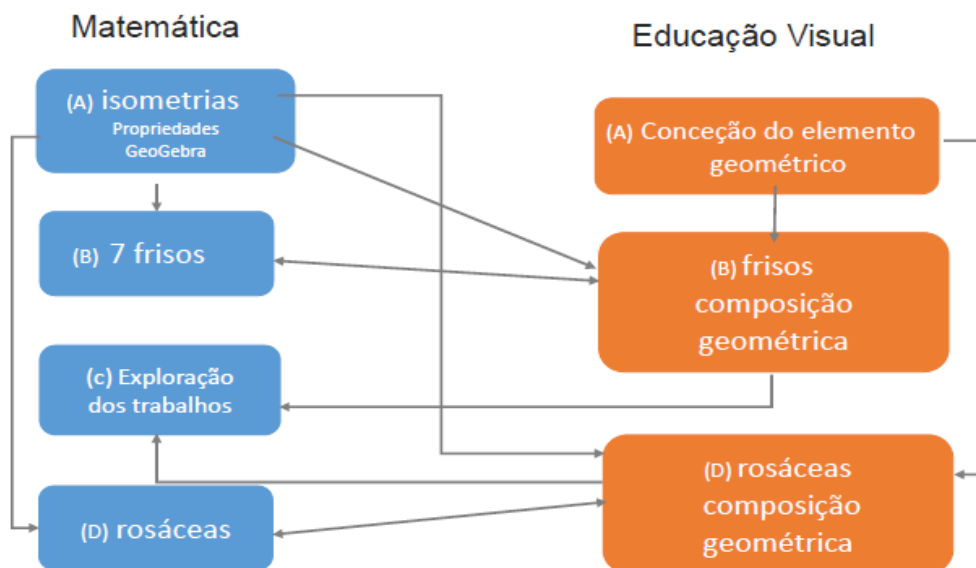 Matemática
(A) isometrias
Propriedades
GeoGebra
(B) 7 frisos
(c) Exploração
dos trabalhos
(D) rosáceas
Educação Visual
(A) Conceção do elemento
geométrico
(B) frisos
composição
geométrica
(D) rosáceas
composição
geométrica